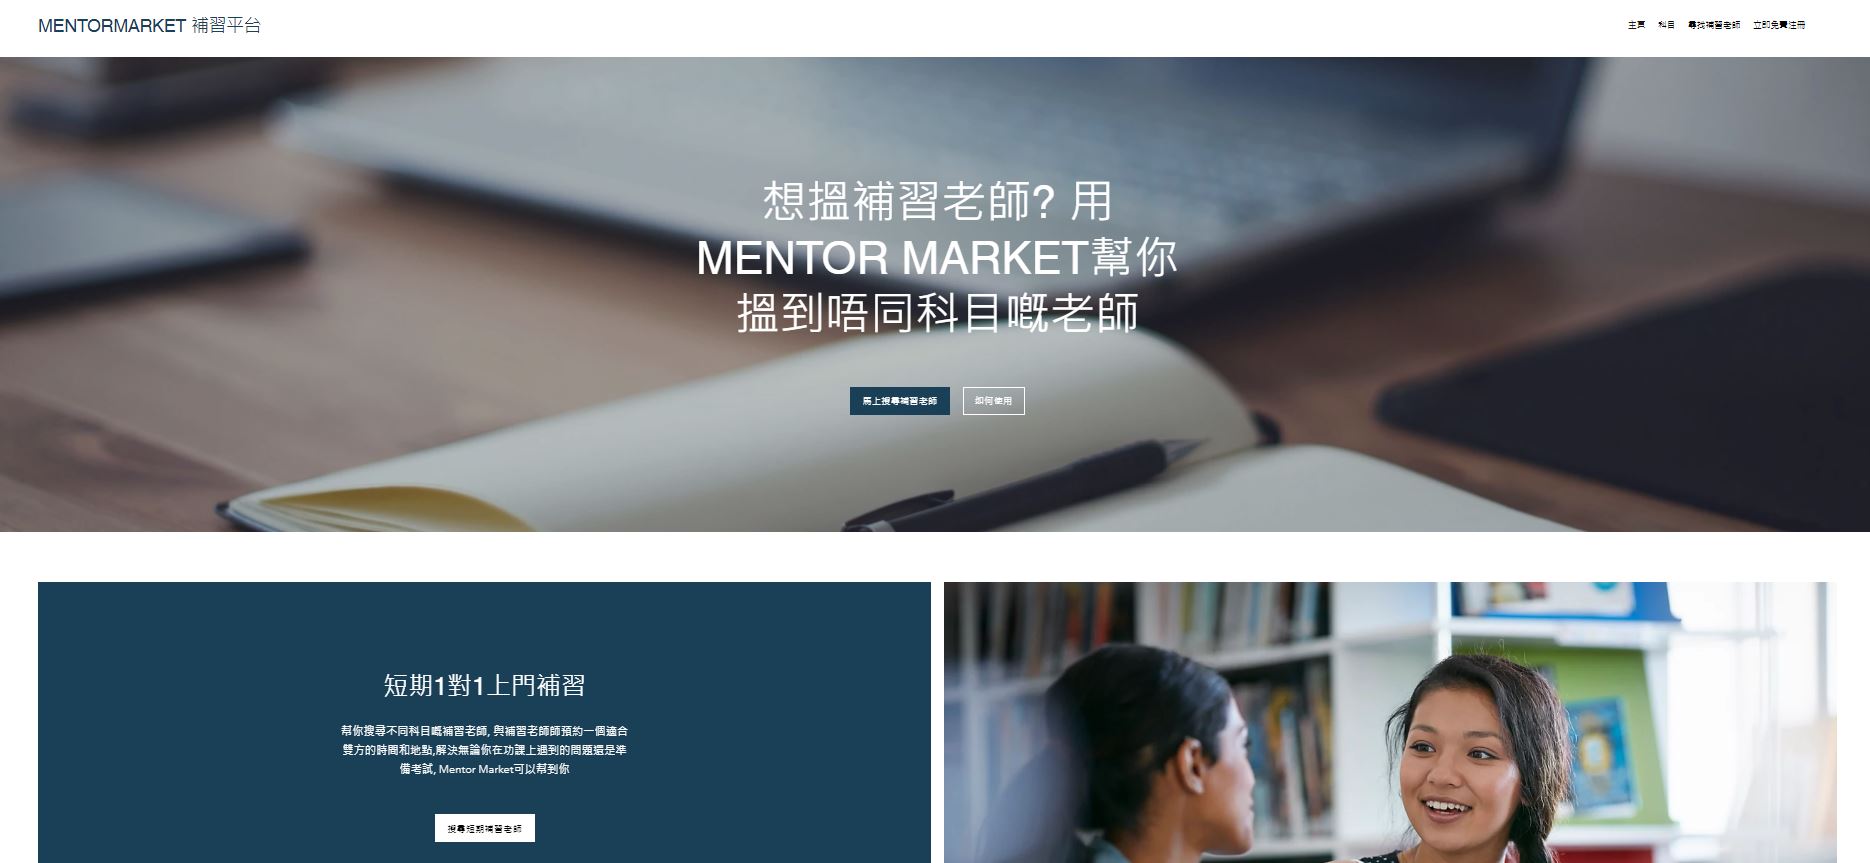 MENTORMARKET 補習平台
主頁 科目 尋找補習老師 立即免費注冊
想搵補習老師? 用
MENTOR MARKET幫你
搵到唔同科目嘅老師
馬上搜尋補習老師 如何使用
短期1對1上門補習
幫你搜尋不同科目嘅補習老師, 與補習老師師預約一個適合
雙方的時間和地點,解決無論你在功課上遇到的問題還是準
備考試, Mentor Market可以幫到你
搜尋短期補習老師